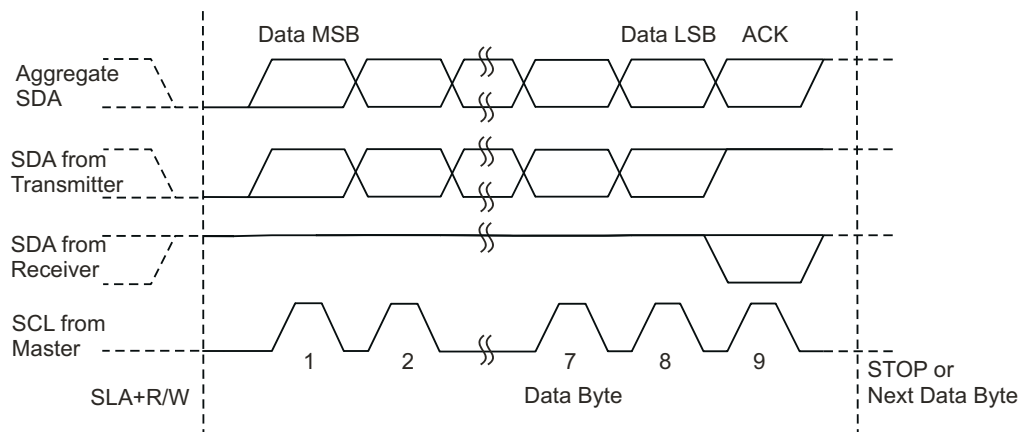 Data MSB
Data LSB
ACK
Aggregate
SDA
SDA from
Transmitter
SDA from
Receiver
SCL from
Master
1
2
7
8
9
SLA+R/W
Data Byte
STOP or
Next Data Byte